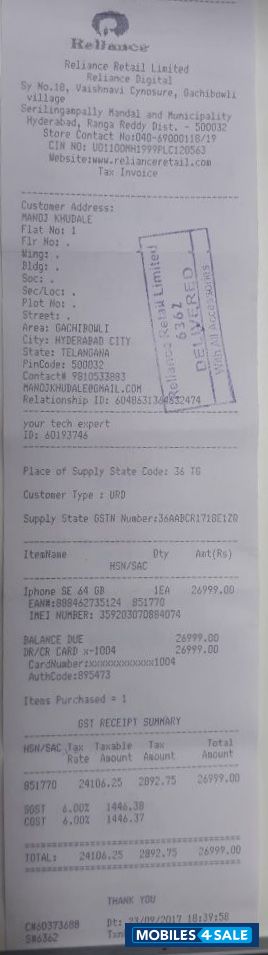 Reliance
Reliance Retail Limited
Reliance Digital
Sy No.18, Vaishnavi Cynosure, Gachibowli
village
Serilingampally Mandal and Municipality
Hyderabad, Ranga Reddy Dist. - 500032
Store Contact No:040-69000118/19
CIN NO: U01100MH1999PLC120563
Website:www.relianceretail.com
Tax Invoice
Customer Address:
MANOJ KHUDALE
Flat No: 1
Flr No: .
Wing: .
Bldg: .
Soc: .
Sec/Loc: .
Plot No: .
Street: .
Area: GACHIBOWLI
City: HYDERABAD CITY
State: TELANGANA
PinCode: 500032
Contact# 9810533883
MANOJKHUDALE@GMAIL.COM
Relationship ID: 6048631364632474
Reliance Retail Limited
6362
DELIVERED
With All Accessories
your tech expert
ID: 60193746
Place of Supply State Code: 36 TG
Customer Type : URD
Supply State GSTN Number:36AABCR1718E1ZQ
ItemName Qty Amt(Rs)
HSN/SAC
Iphone SE 64 GB 1EA 26999.00
EAN#:888462735124 851770
IMEI NUMBER: 359203070884074
BALANCE DUE 26999.00
DR/CR CARD x-1004 26999.00
CardNumber:xxxxxxxxxxxx1004
AuthCode:895473
Items Purchased = 1
GST RECEIPT SUMMARY
HSN/SAC Tax Taxable Tax Total
Rate Amount Amount Amount
851770 24106.25 2892.75 26999.00
SGST 6.00% 1446.38
CGST 6.00% 1446.37
TOTAL: 24106.25 2892.75 26999.00
THANK YOU
C#60373688 Dt: 23/09/2017 18:39:58
S#6362
MOBILES4SALE